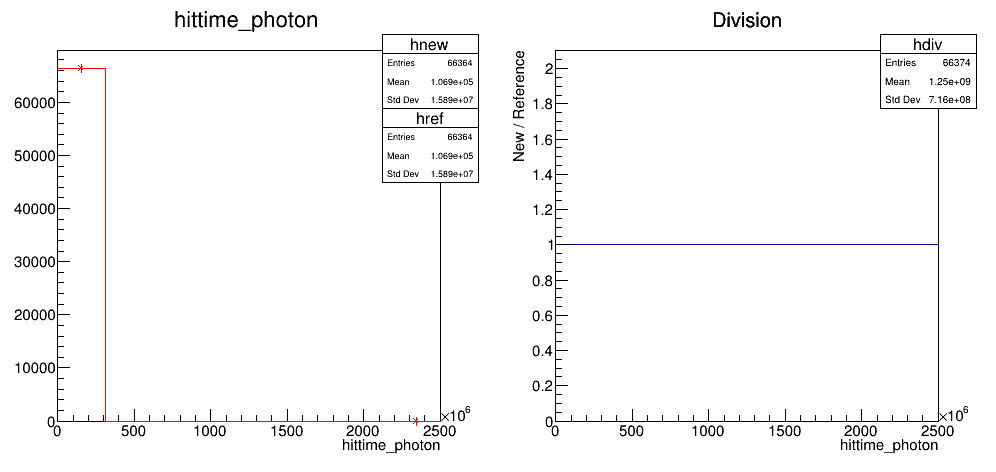 hittime_photon
hnew
Entries 66364
Mean 1.069e+05
Std Dev 1.589e+07
href
Entries 66364
Mean 1.069e+05
Std Dev 1.589e+07
60000
50000
40000
30000
20000
10000
0
0 500 1000 1500 2000 2500
×10⁶
hittime_photon
Division
hdiv
Entries 66374
Mean 1.25e+09
Std Dev 7.16e+08
New / Reference
2
1.8
1.6
1.4
1.2
1
0.8
0.6
0.4
0.2
0
0 500 1000 1500 2000 2500
×10⁶
hittime_photon